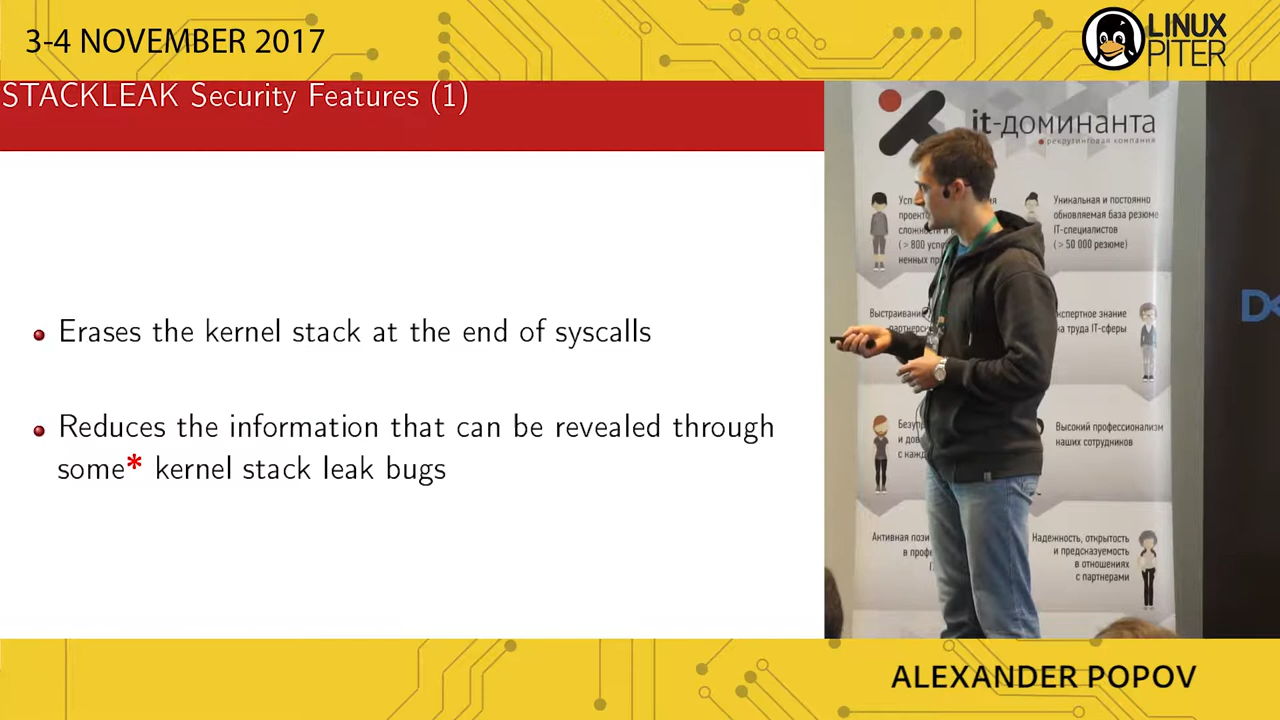 3-4 NOVEMBER 2017
LINUX
PITER
STACKLEAK Security Features (1)
Erases the kernel stack at the end of syscalls
Reduces the information that can be revealed through
some* kernel stack leak bugs
it-доминанта
рекрутинговая компания
Уникальная и постоянно
обновляемая база резюме
IT-специалистов
( > 50 000 резюме)
( > 800
Высокий профессионализм
наших сотрудников
Активная
Надежность, открытость
и предсказуемость
в отношениях
с партнерами
ALEXANDER POPOV